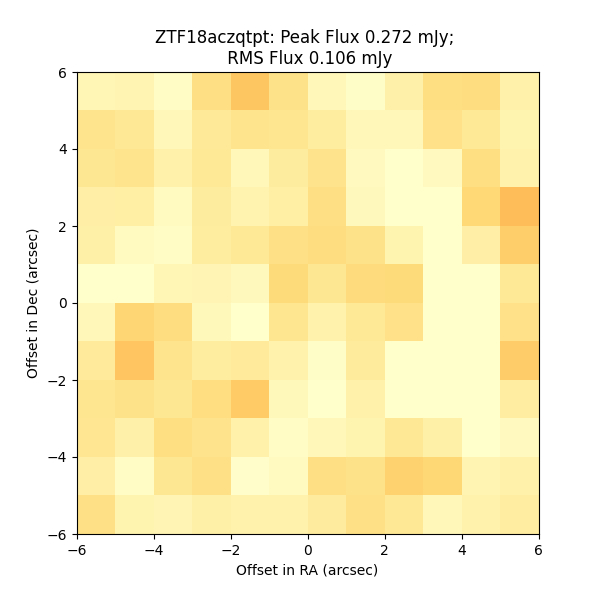 ZTF18aczqtpt: Peak Flux 0.272 mJy;
RMS Flux 0.106 mJy
6
4
2
0
−2
−4
−6
Offset in Dec (arcsec)
−6 −4 −2 0 2 4 6
Offset in RA (arcsec)